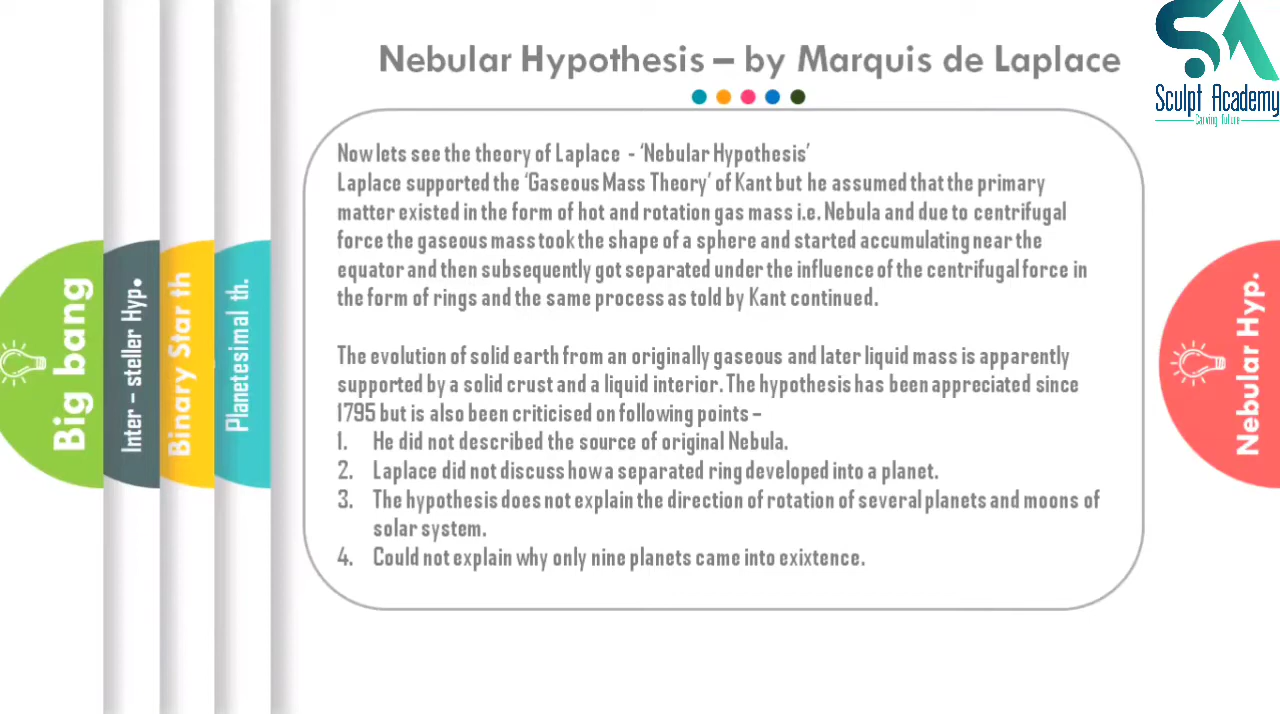 Nebular Hypothesis – by Marquis de Laplace
Sculpt Academy
Carving Future
Now lets see the theory of Laplace - ‘Nebular Hypothesis’
Laplace supported the ‘Gaseous Mass Theory’ of Kant but he assumed that the primary
matter existed in the form of hot and rotation gas mass i.e. Nebula and due to centrifugal
force the gaseous mass took the shape of a sphere and started accumulating near the
equator and then subsequently got separated under the influence of the centrifugal force in
the form of rings and the same process as told by Kant continued.
The evolution of solid earth from an originally gaseous and later liquid mass is apparently
supported by a solid crust and a liquid interior. The hypothesis has been appreciated since
1795 but is also been criticised on following points –
1. He did not described the source of original Nebula.
2. Laplace did not discuss how a separated ring developed into a planet.
3. The hypothesis does not explain the direction of rotation of several planets and moons of
solar system.
4. Could not explain why only nine planets came into exixtence.
Big bang
Inter – steller Hyp.
Binary Star th
Planetesimal th.
Nebular Hyp.